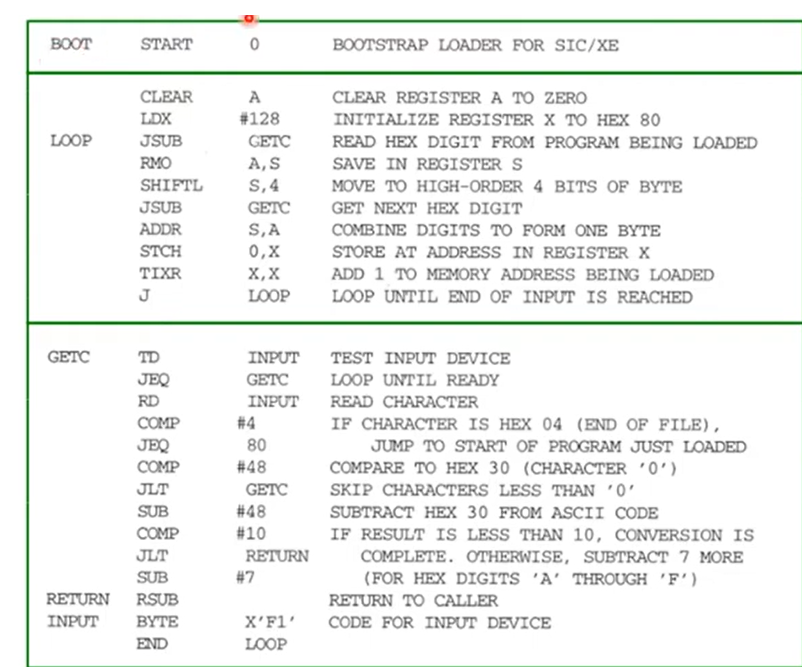 BOOT START 0 BOOTSTRAP LOADER FOR SIC/XE
CLEAR A CLEAR REGISTER A TO ZERO
LDX #128 INITIALIZE REGISTER X TO HEX 80
LOOP JSUB GETC READ HEX DIGIT FROM PROGRAM BEING LOADED
RMO A,S SAVE IN REGISTER S
SHIFTL S,4 MOVE TO HIGH-ORDER 4 BITS OF BYTE
JSUB GETC GET NEXT HEX DIGIT
ADDR S,A COMBINE DIGITS TO FORM ONE BYTE
STCH 0,X STORE AT ADDRESS IN REGISTER X
TIXR X,X ADD 1 TO MEMORY ADDRESS BEING LOADED
J LOOP LOOP UNTIL END OF INPUT IS REACHED
GETC TD INPUT TEST INPUT DEVICE
JEQ GETC LOOP UNTIL READY
RD INPUT READ CHARACTER
COMP #4 IF CHARACTER IS HEX 04 (END OF FILE),
JEQ 80 JUMP TO START OF PROGRAM JUST LOADED
COMP #48 COMPARE TO HEX 30 (CHARACTER '0')
JLT GETC SKIP CHARACTERS LESS THAN '0'
SUB #48 SUBTRACT HEX 30 FROM ASCII CODE
COMP #10 IF RESULT IS LESS THAN 10, CONVERSION IS
JLT RETURN COMPLETE. OTHERWISE, SUBTRACT 7 MORE
SUB #7 (FOR HEX DIGITS 'A' THROUGH 'F')
RETURN RSUB RETURN TO CALLER
INPUT BYTE X'F1' CODE FOR INPUT DEVICE
END LOOP